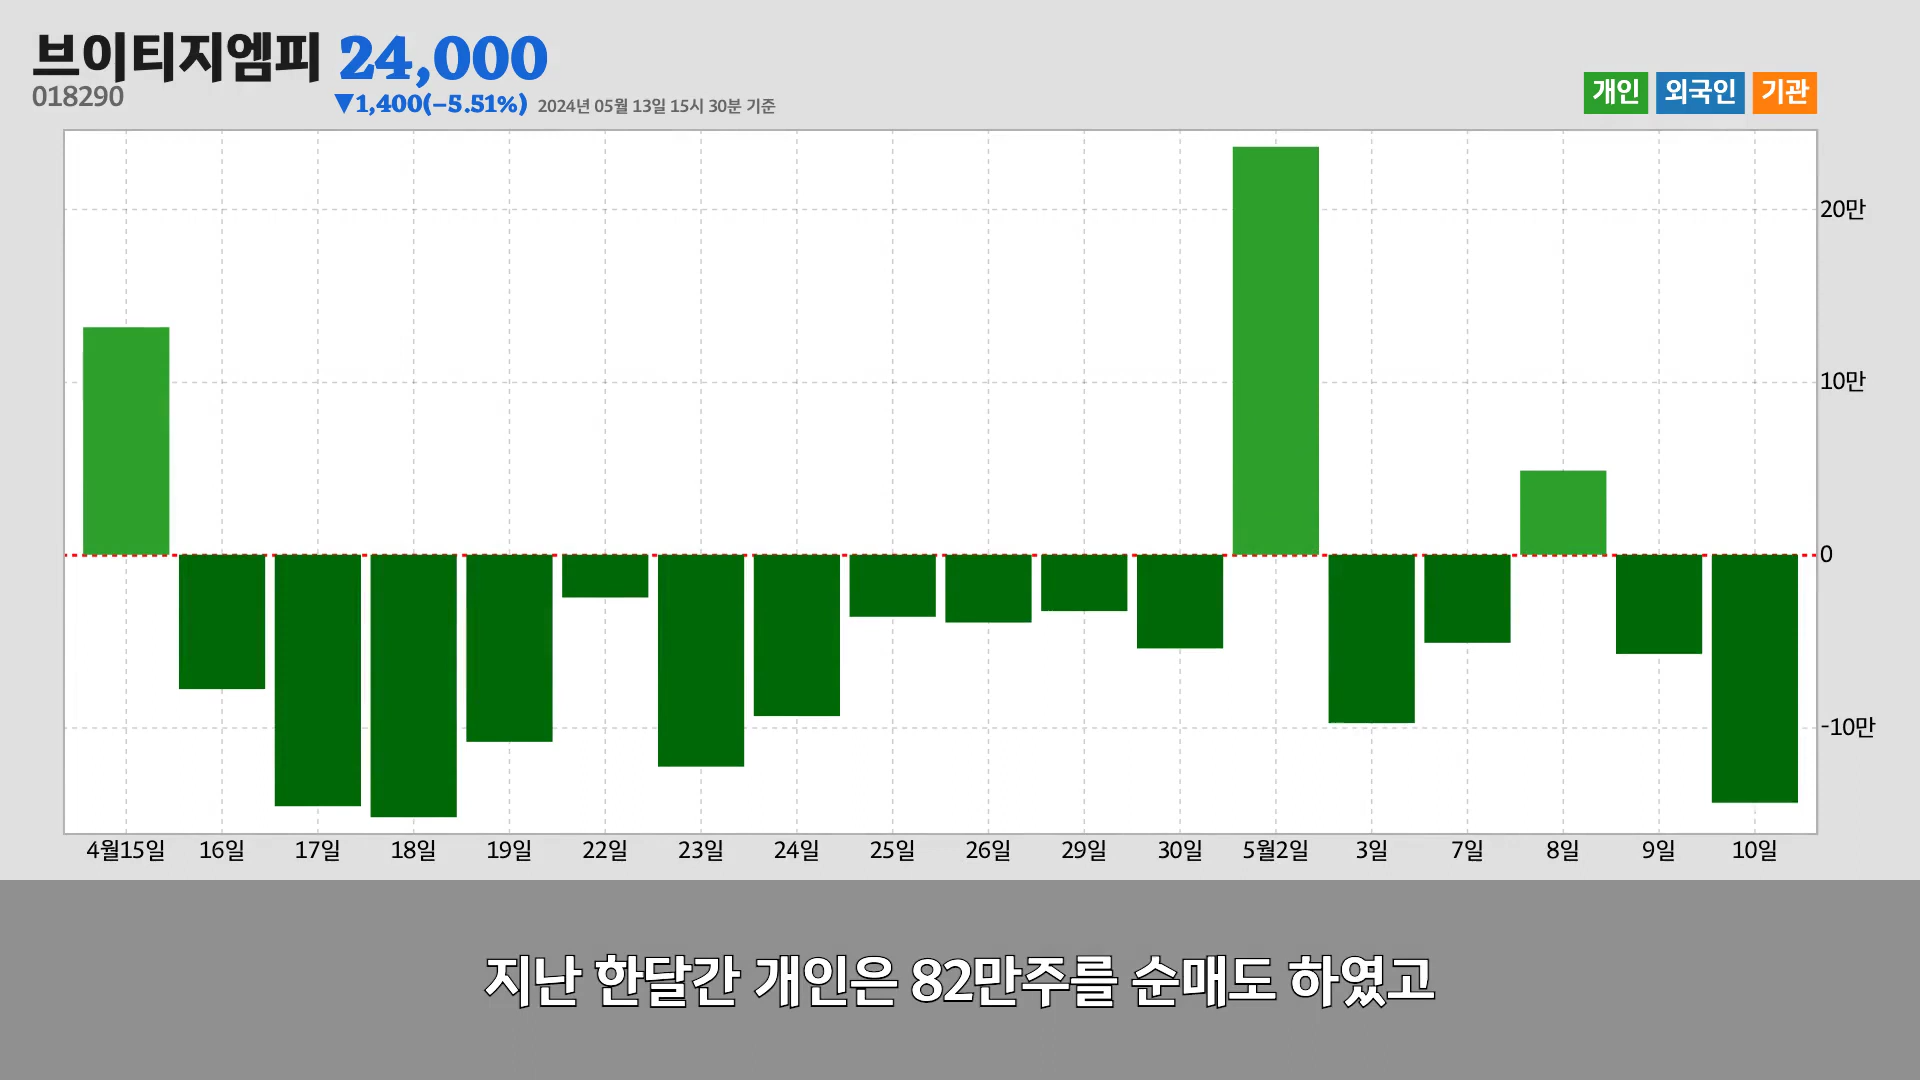 브이티지엠피 24,000
018290 ▼1,400(−5.51%) 2024년 05월 13일 15시 30분 기준
개인 외국인 기관
20만
10만
0
-10만
4월15일 16일 17일 18일 19일 22일 23일 24일 25일 26일 29일 30일 5월2일 3일 7일 8일 9일 10일
지난 한달간 개인은 82만주를 순매도 하였고